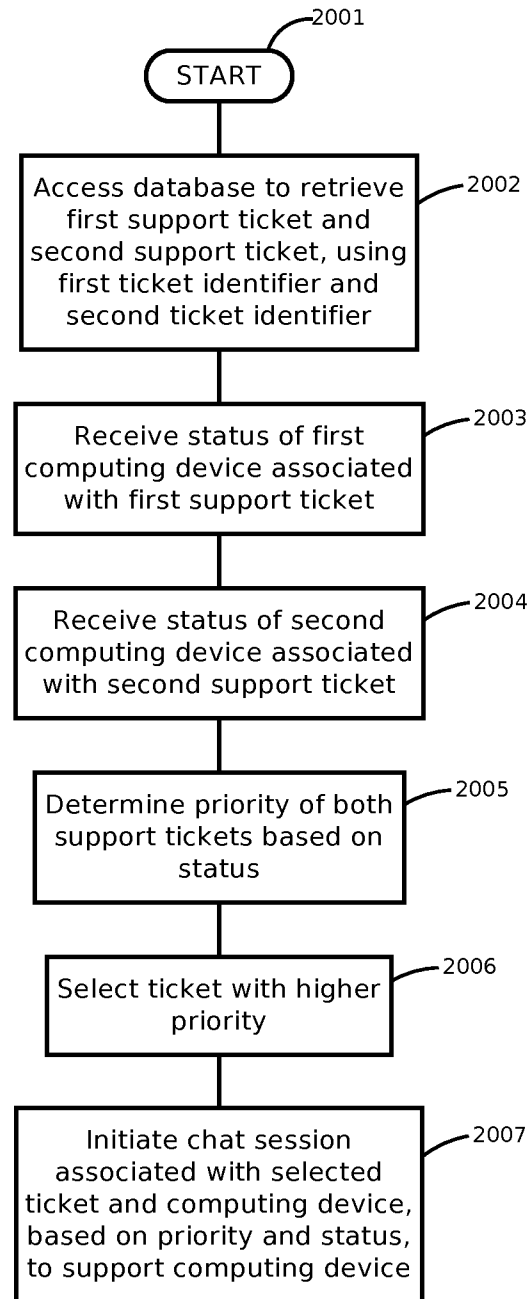 2001
START
Access database to retrieve
first support ticket and
second support ticket, using
first ticket identifier and
second ticket identifier
2002
Receive status of first
computing device associated
with first support ticket
2003
Receive status of second
computing device associated
with second support ticket
2004
Determine priority of both
support tickets based on
status
2005
Select ticket with higher
priority
2006
Initiate chat session
associated with selected
ticket and computing device,
based on priority and status,
to support computing device
2007